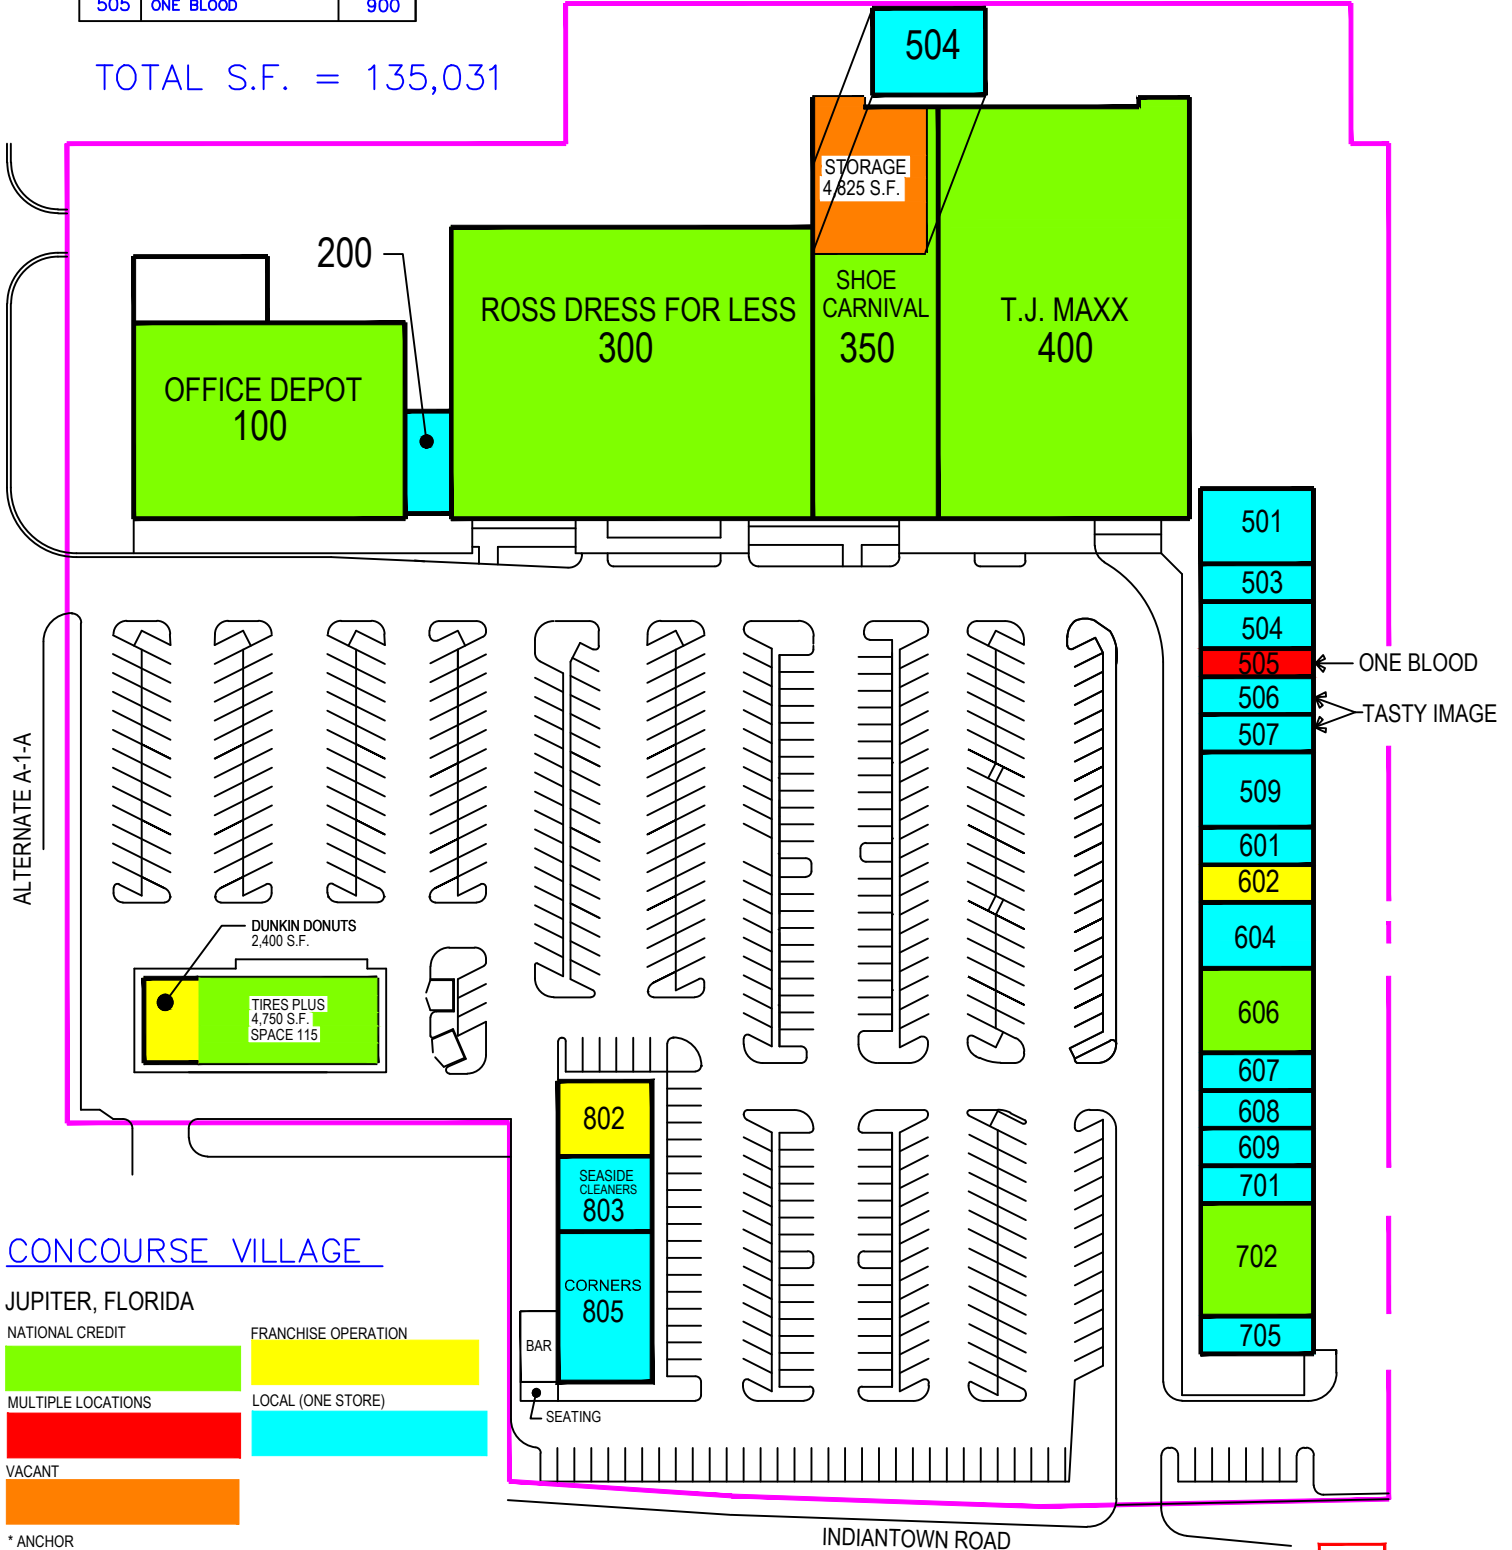 505 ONE BLOOD 900
TOTAL S.F. = 135,031
504
STORAGE
4,825 S.F.
200
ROSS DRESS FOR LESS
300
SHOE
CARNIVAL
350
T.J. MAXX
400
OFFICE DEPOT
100
501
503
504
505
ONE BLOOD
506
TASTY IMAGE
507
509
601
602
604
606
607
608
609
701
702
705
ALTERNATE A-1-A
DUNKIN DONUTS
2,400 S.F.
TIRES PLUS
4,750 S.F.
SPACE 115
802
SEASIDE
CLEANERS
803
CORNERS
805
BAR
SEATING
CONCOURSE VILLAGE
JUPITER, FLORIDA
NATIONAL CREDIT
FRANCHISE OPERATION
MULTIPLE LOCATIONS
LOCAL (ONE STORE)
VACANT
* ANCHOR
INDIANTOWN ROAD